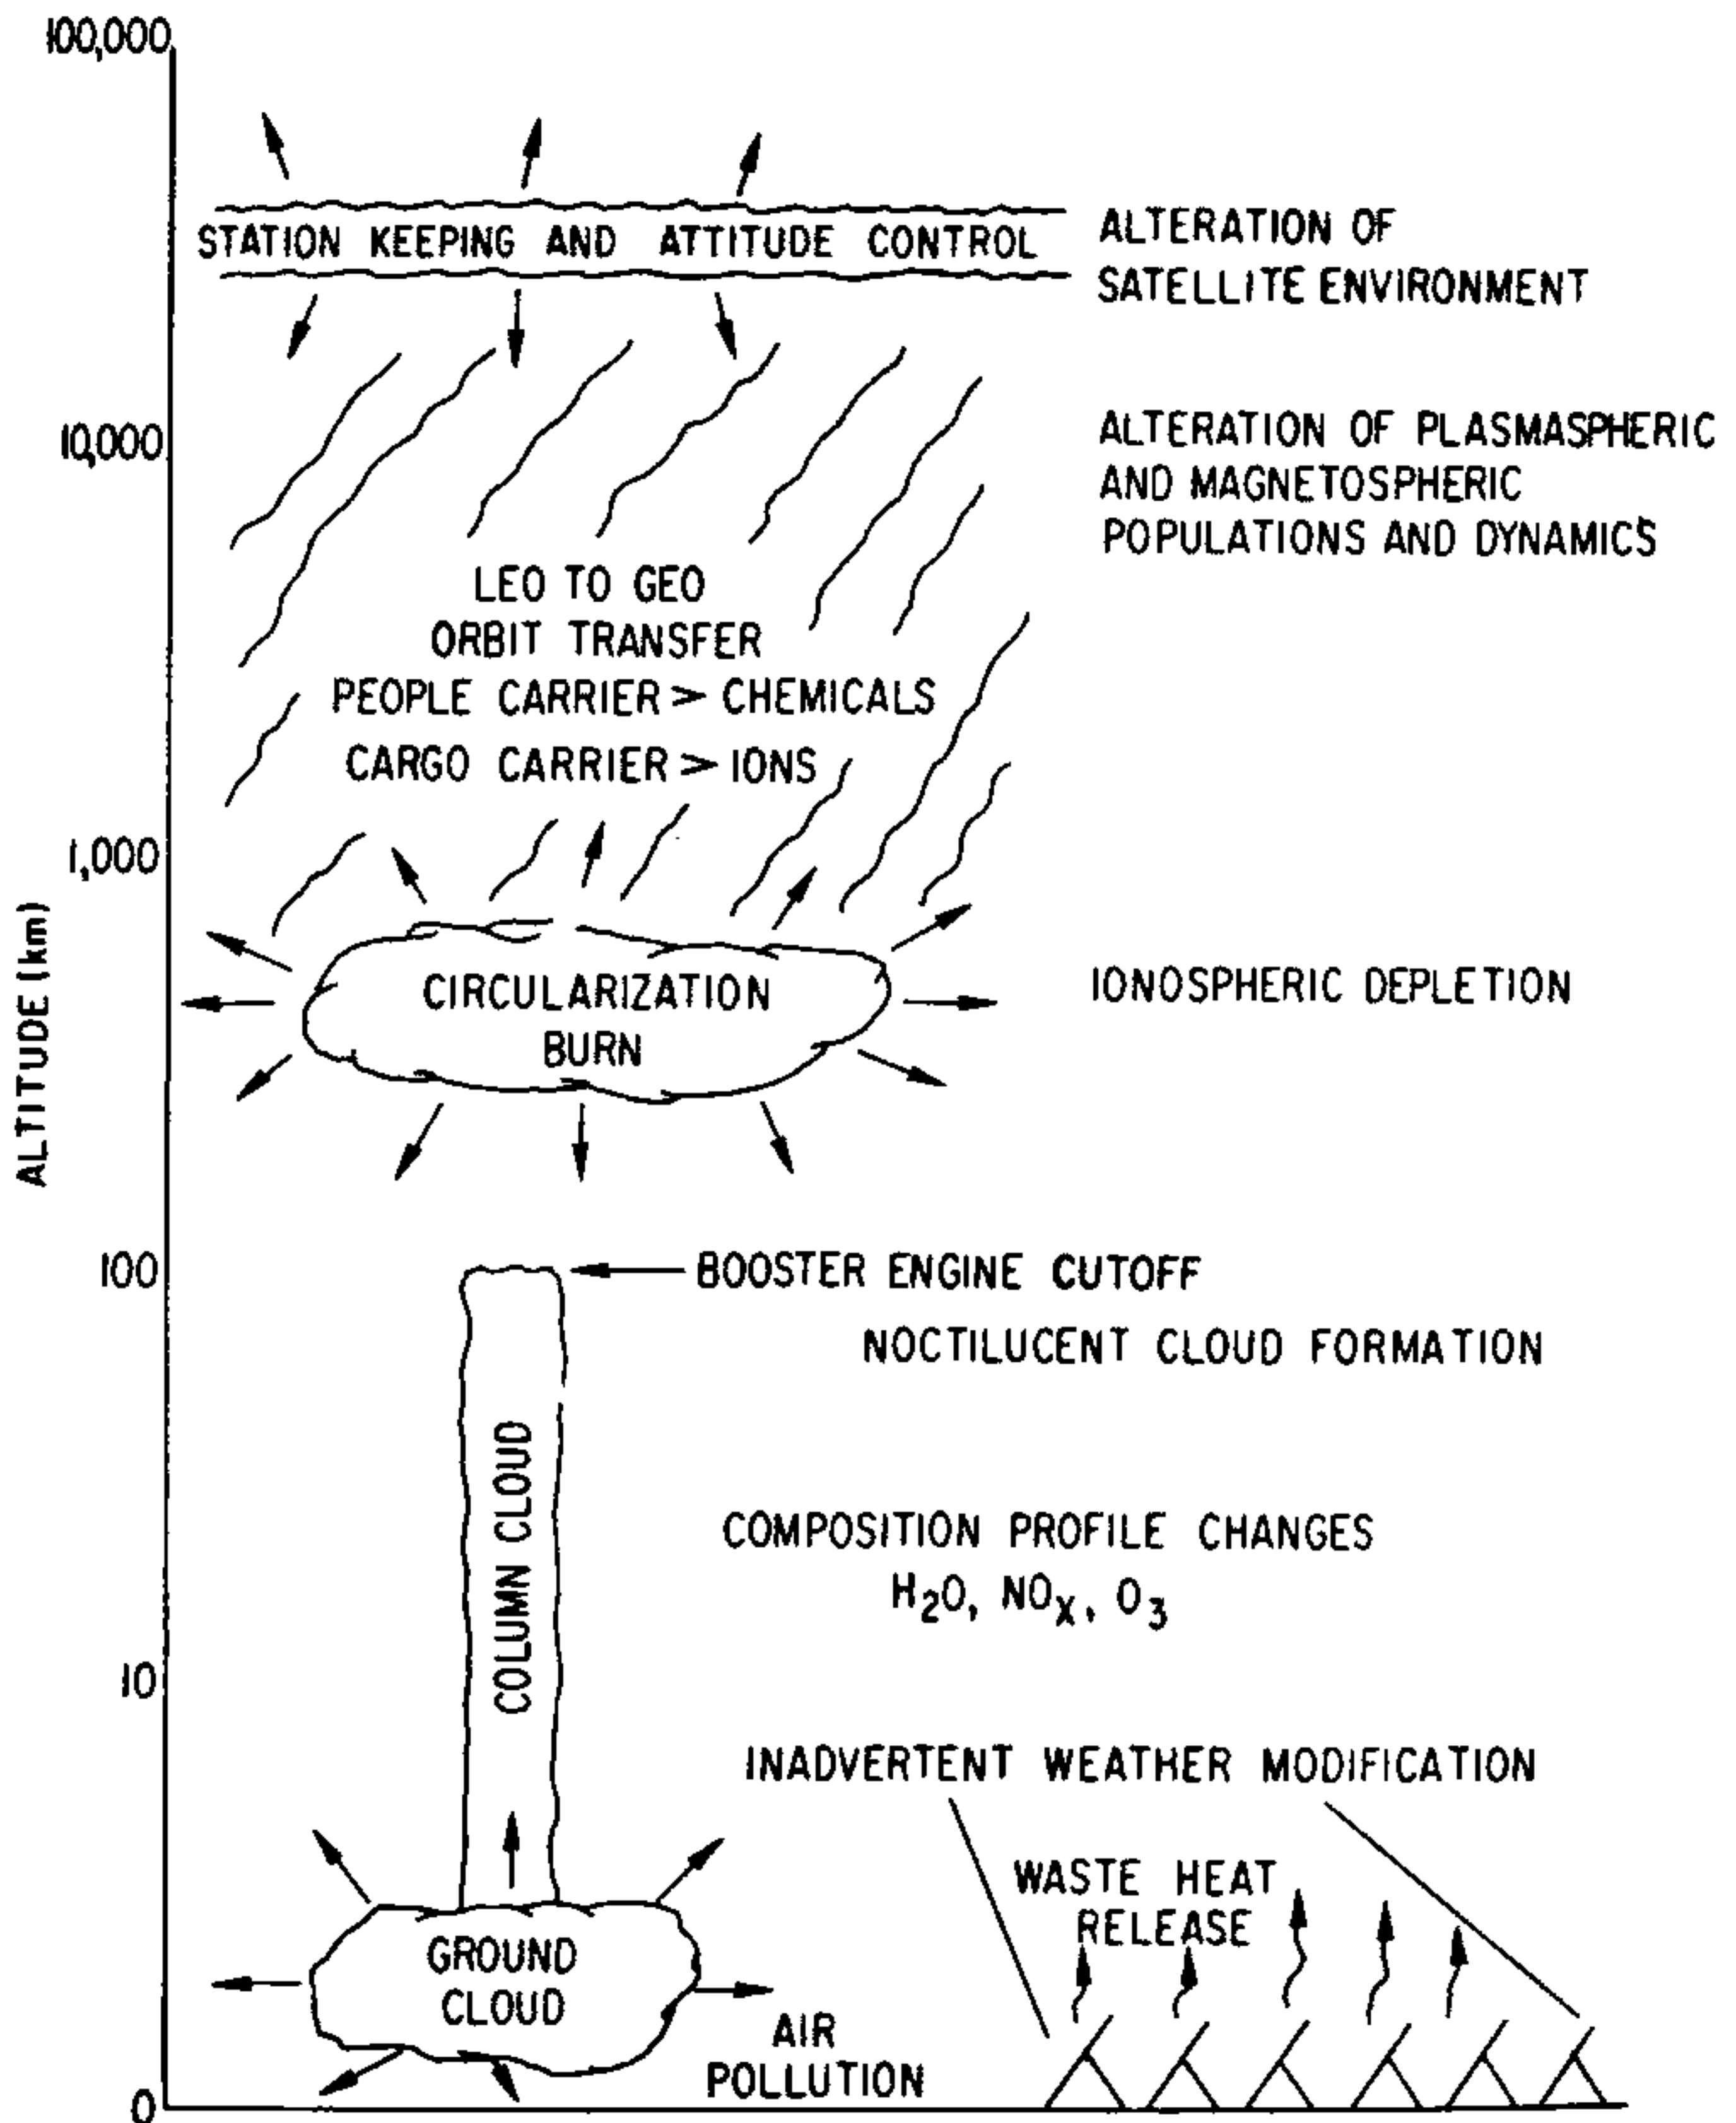 100,000
STATION KEEPING AND ATTITUDE CONTROL
ALTERATION OF
SATELLITE ENVIRONMENT
10,000
ALTERATION OF PLASMASPHERIC
AND MAGNETOSPHERIC
POPULATIONS AND DYNAMICS
LEO TO GEO
ORBIT TRANSFER
PEOPLE CARRIER > CHEMICALS
CARGO CARRIER > IONS
1,000
ALTITUDE (km)
CIRCULARIZATION
BURN
IONOSPHERIC DEPLETION
100
BOOSTER ENGINE CUTOFF
NOCTILUCENT CLOUD FORMATION
COLUMN CLOUD
COMPOSITION PROFILE CHANGES
H₂O, NOₓ, O₃
10
INADVERTENT WEATHER MODIFICATION
WASTE HEAT
RELEASE
GROUND
CLOUD
AIR
POLLUTION
0